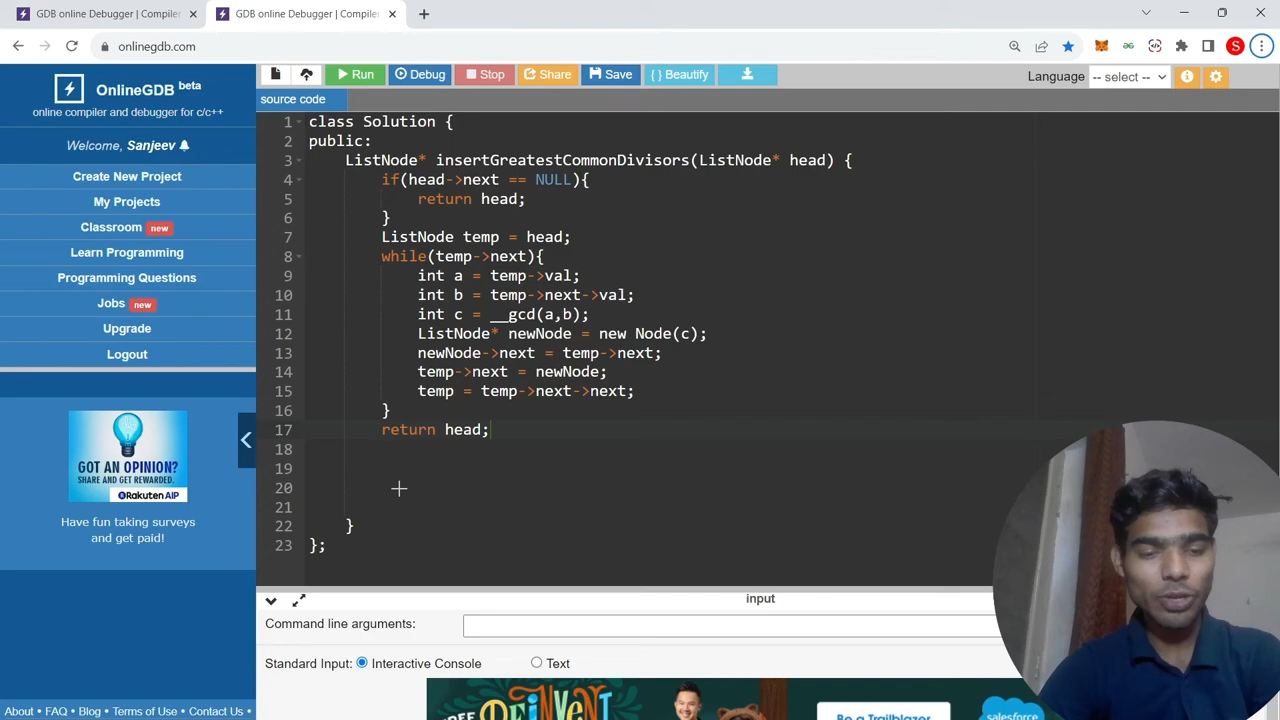 GDB online Debugger | Compiler
GDB online Debugger | Compiler
onlinegdb.com
S
OnlineGDB beta
online compiler and debugger for c/c++
Welcome, Sanjeev
Create New Project
My Projects
Classroom new
Learn Programming
Programming Questions
Jobs new
Upgrade
Logout
GOT AN OPINION?
SHARE AND GET REWARDED.
Rakuten AIP
Have fun taking surveys
and get paid!
About • FAQ • Blog • Terms of Use • Contact Us •
Run Debug Stop Share Save { } Beautify
Language -- select --
source code
1 class Solution {
2 public:
3 ListNode* insertGreatestCommonDivisors(ListNode* head) {
4 if(head->next == NULL){
5 return head;
6 }
7 ListNode temp = head;
8 while(temp->next){
9 int a = temp->val;
10 int b = temp->next->val;
11 int c = __gcd(a,b);
12 ListNode* newNode = new Node(c);
13 newNode->next = temp->next;
14 temp->next = newNode;
15 temp = temp->next->next;
16 }
17 return head;
18
19
20
21
22 }
23 };
input
Command line arguments:
Standard Input: Interactive Console Text
REINVENT
Be a Trailblazer
salesforce